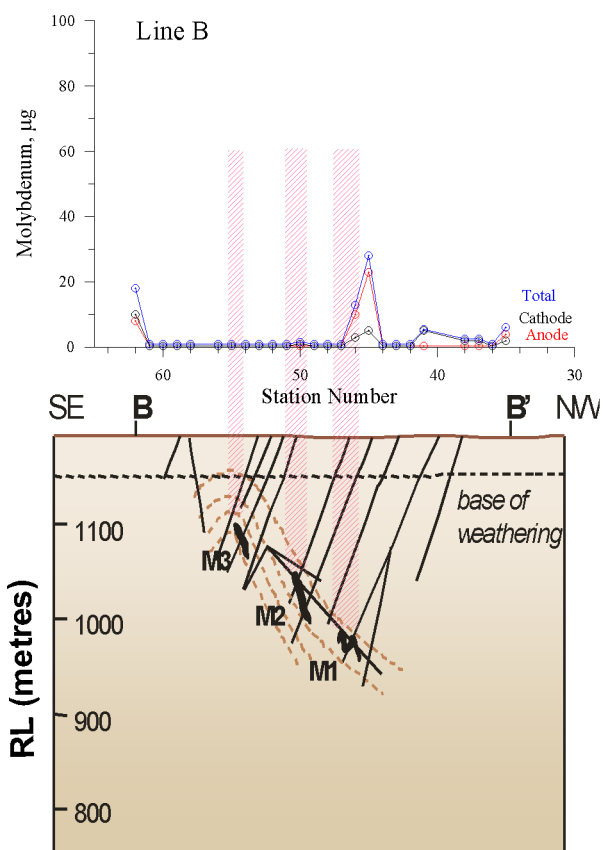 Line B
Molybdenum, µg
100
80
60
40
20
0
Total
Cathode
Anode
60 50 40 30
Station Number
SE B B' NW
base of
weathering
RL (metres)
1100
1000
900
800
M3
M2
M1